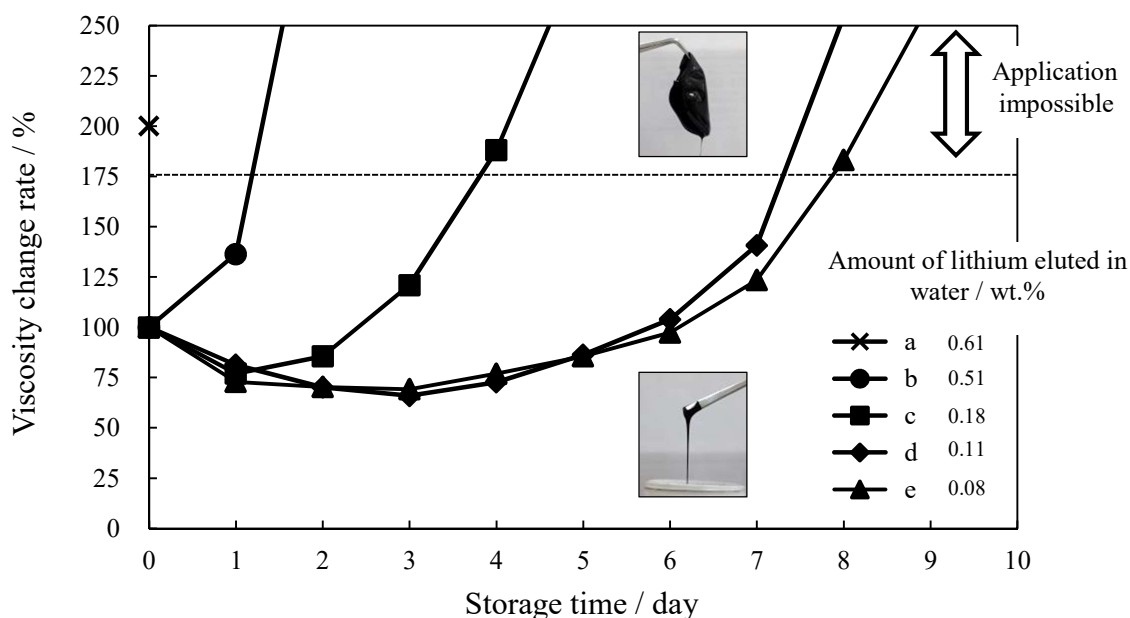 250
225
200
175
150
125
100
75
50
25
0
Viscosity change rate / %
0 1 2 3 4 5 6 7 8 9 10
Storage time / day
Application
impossible
Amount of lithium eluted in
water / wt.%
a 0.61
b 0.51
c 0.18
d 0.11
e 0.08